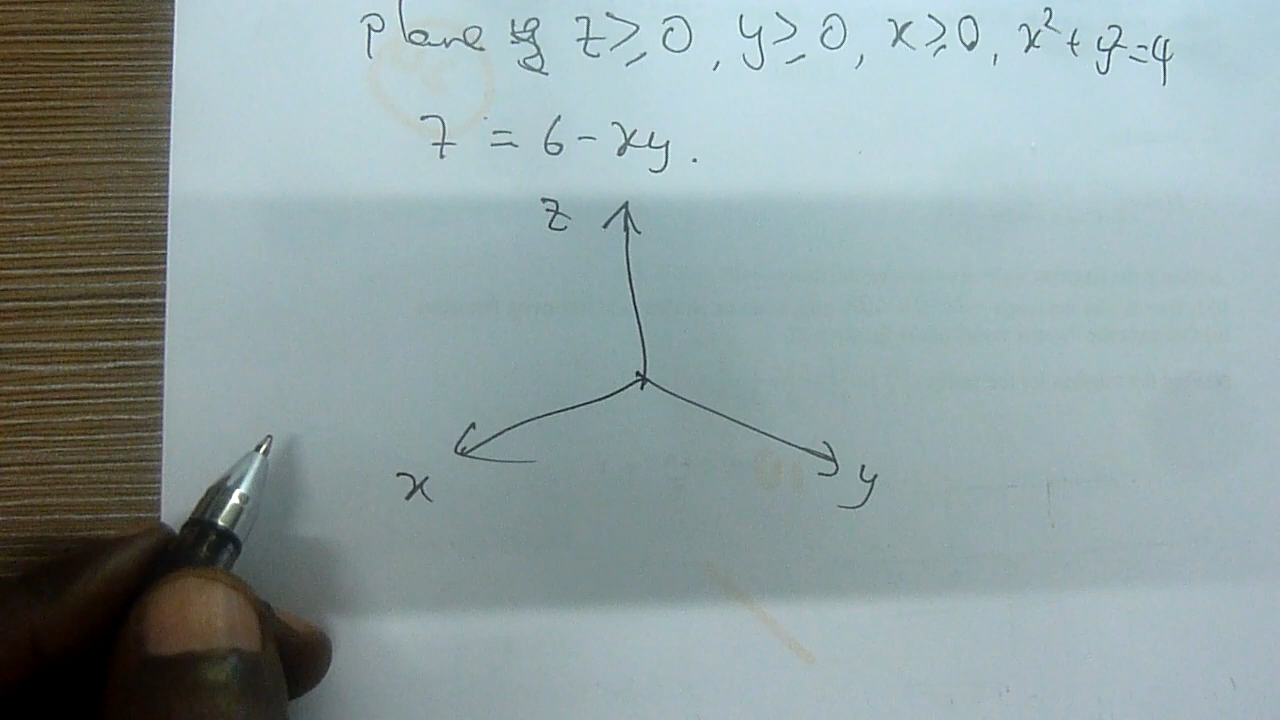 plane z ≥ 0, y ≥ 0, x ≥ 0, x² + y² = 4
z = 6 - xy.
z
x
y